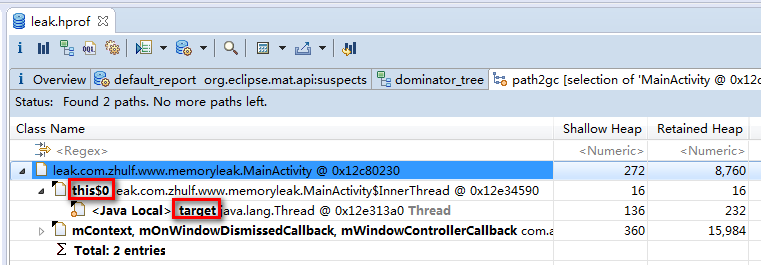 leak.hprof
i OQL
i Overview default_report org.eclipse.mat.api:suspects dominator_tree path2gc [selection of 'MainActivity @ 0x12c
Status: Found 2 paths. No more paths left.
Class Name Shallow Heap Retained Heap
<Regex> <Numeric> <Numeric>
leak.com.zhulf.www.memoryleak.MainActivity @ 0x12c80230 272 8,760
this$0 leak.com.zhulf.www.memoryleak.MainActivity$InnerThread @ 0x12e34590 16 16
<Java Local>, target java.lang.Thread @ 0x12e313a0 Thread 136 232
mContext, mOnWindowDismissedCallback, mWindowControllerCallback com.a 360 15,984
Σ Total: 2 entries